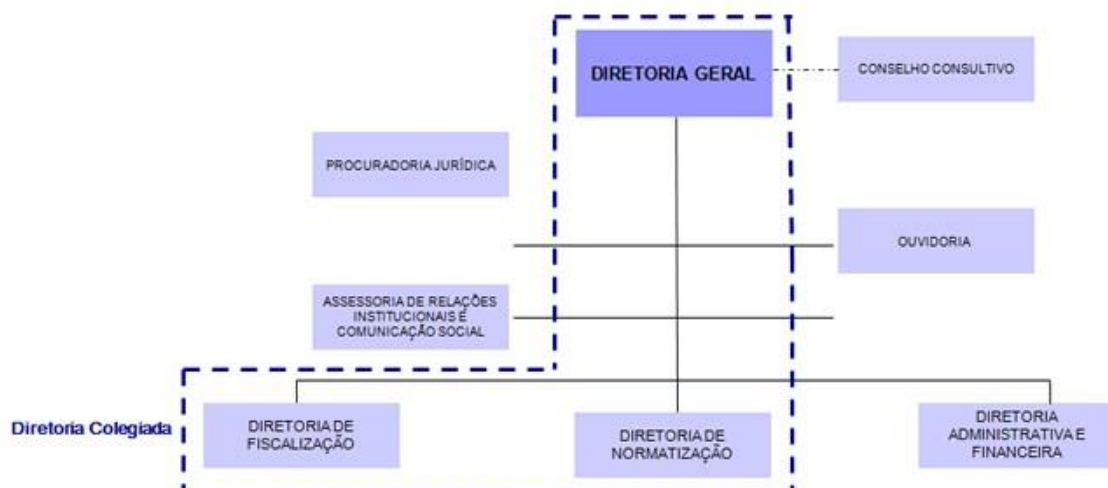 DIRETORIA GERAL
CONSELHO CONSULTIVO
PROCURADORIA JURÍDICA
OUVIDORIA
ASSESSORIA DE RELAÇÕES
INSTITUCIONAIS E
COMUNICAÇÃO SOCIAL
Diretoria Colegiada
DIRETORIA DE
FISCALIZAÇÃO
DIRETORIA DE
NORMATIZAÇÃO
DIRETORIA
ADMINISTRATIVA E
FINANCEIRA